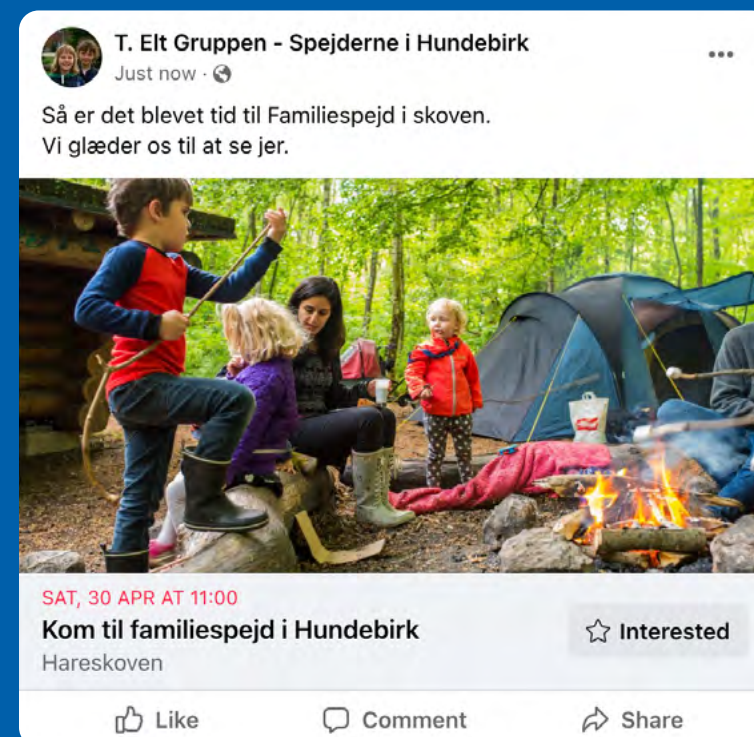 T. Elt Gruppen - Spejderne i Hundebirk
Just now ·
Så er det blevet tid til Familiespejd i skoven.
Vi glæder os til at se jer.
SAT, 30 APR AT 11:00
Kom til familiespejd i Hundebirk
Interested
Hareskoven
Like
Comment
Share